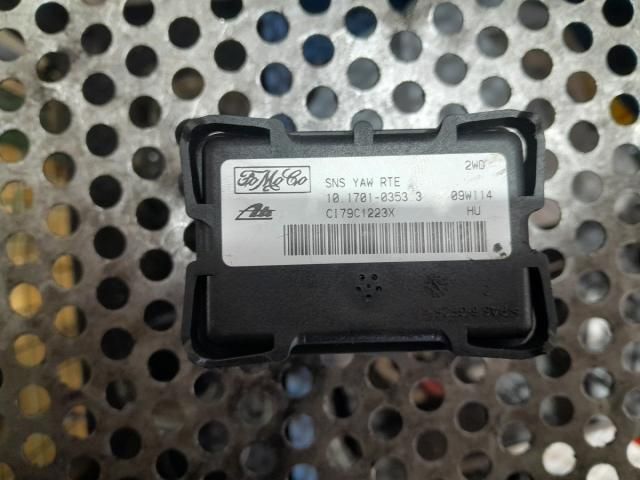 FoMoCo
SNS YAW RTE 2WD
10.1701-0353.3 09W114
Ate CI79C1223X HU